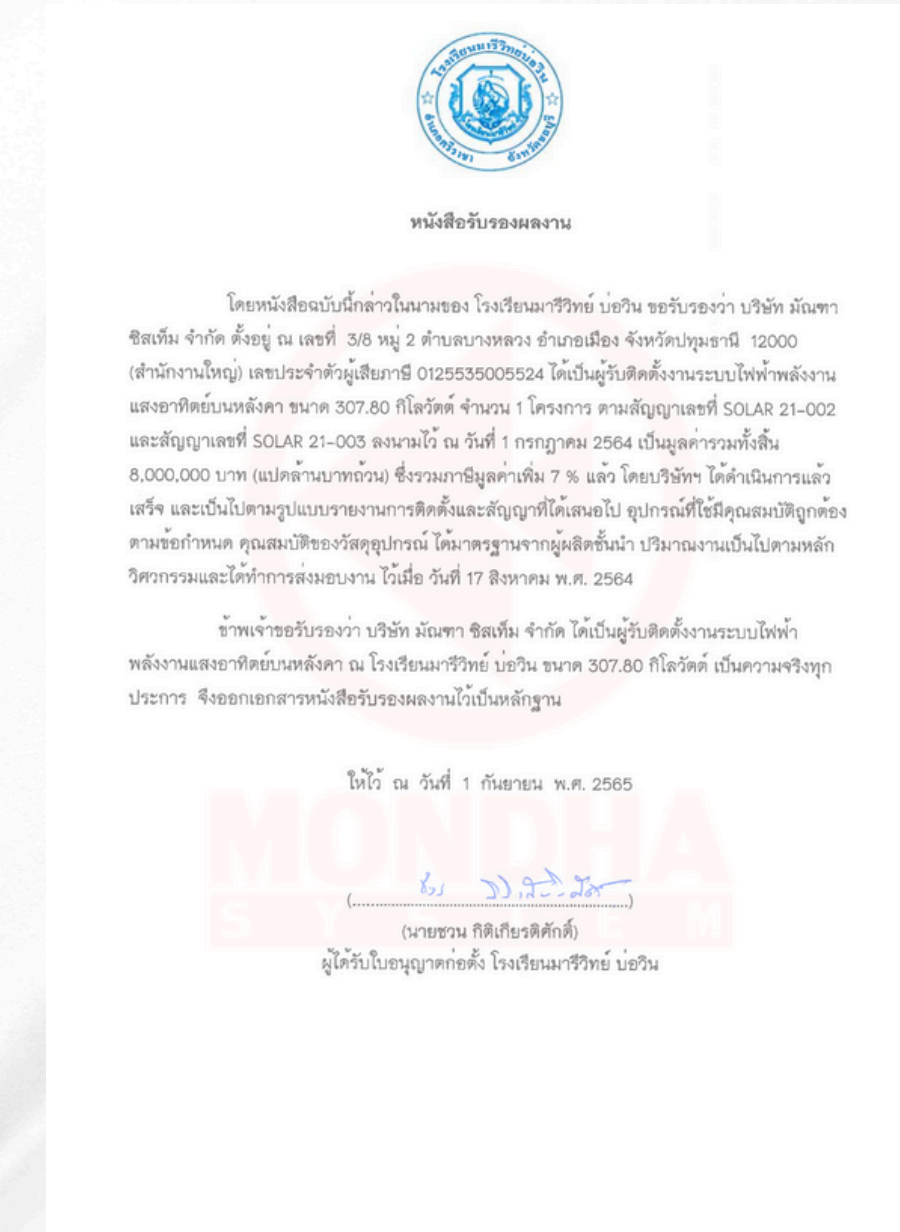 โรงเรียนมารีวิทย์บ่อวิน
อำเภอศรีราชา จังหวัดชลบุรี
หนังสือรับรองผลงาน
โดยหนังสือฉบับนี้กล่าวในนามของ โรงเรียนมารีวิทย์ บ่อวิน ขอรับรองว่า บริษัท มัณฑา
ซิสเท็ม จำกัด ตั้งอยู่ ณ เลขที่ 3/8 หมู่ 2 ตำบลบางหลวง อำเภอเมือง จังหวัดปทุมธานี 12000
(สำนักงานใหญ่) เลขประจำตัวผู้เสียภาษี 0125535005524 ได้เป็นผู้รับติดตั้งงานระบบไฟฟ้าพลังงาน
แสงอาทิตย์บนหลังคา ขนาด 307.80 กิโลวัตต์ จำนวน 1 โครงการ ตามสัญญาเลขที่ SOLAR 21-002
และสัญญาเลขที่ SOLAR 21-003 ลงนามไว้ ณ วันที่ 1 กรกฎาคม 2564 เป็นมูลค่ารวมทั้งสิ้น
8,000,000 บาท (แปดล้านบาทถ้วน) ซึ่งรวมภาษีมูลค่าเพิ่ม 7 % แล้ว โดยบริษัทฯ ได้ดำเนินการแล้ว
เสร็จ และเป็นไปตามรูปแบบรายงานการติดตั้งและสัญญาที่ได้เสนอไป อุปกรณ์ที่ใช้มีคุณสมบัติถูกต้อง
ตามข้อกำหนด คุณสมบัติของวัสดุอุปกรณ์ ได้มาตรฐานจากผู้ผลิตชั้นนำ ปริมาณงานเป็นไปตามหลัก
วิศวกรรมและได้ทำการส่งมอบงาน ไว้เมื่อ วันที่ 17 สิงหาคม พ.ศ. 2564
ข้าพเจ้าขอรับรองว่า บริษัท มัณฑา ซิสเท็ม จำกัด ได้เป็นผู้รับติดตั้งงานระบบไฟฟ้า
พลังงานแสงอาทิตย์บนหลังคา ณ โรงเรียนมารีวิทย์ บ่อวิน ขนาด 307.80 กิโลวัตต์ เป็นความจริงทุก
ประการ จึงออกเอกสารหนังสือรับรองผลงานไว้เป็นหลักฐาน
ให้ไว้ ณ วันที่ 1 กันยายน พ.ศ. 2565
MONDHA
SYSTEM
(นายชวน กิติเกียรติศักดิ์)
ผู้ได้รับใบอนุญาตก่อตั้ง โรงเรียนมารีวิทย์ บ่อวิน